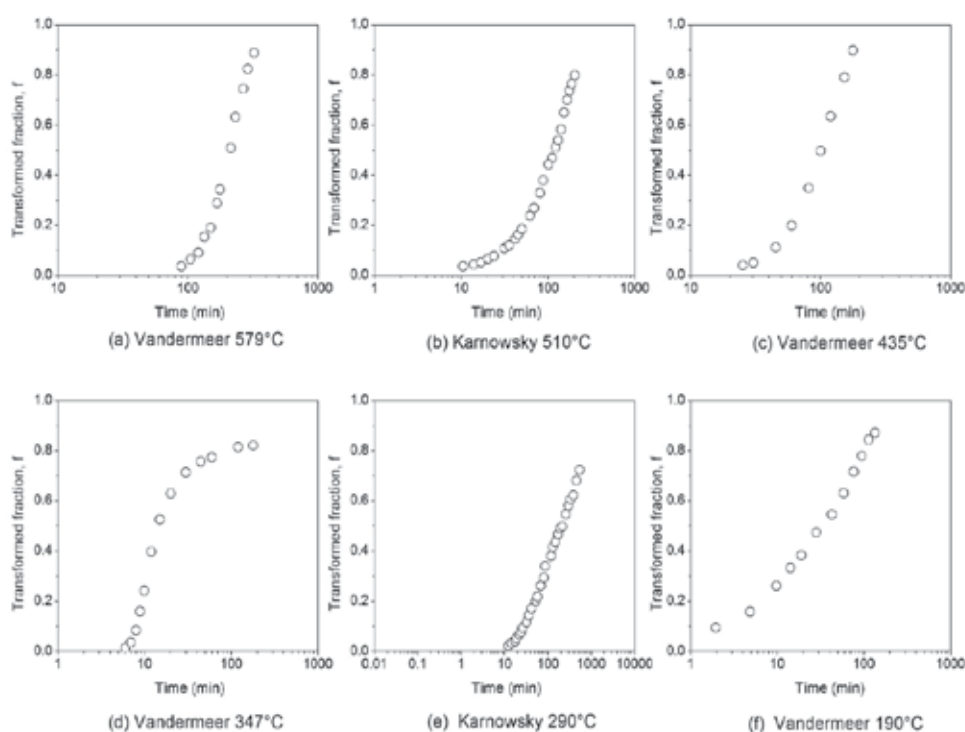 1.0 1.0 1.0
0.8 0.8 0.8
0.6 0.6 0.6
0.4 0.4 0.4
0.2 0.2 0.2
0.0 0.0 0.0
Transformed fraction, f Transformed fraction, f Transformed fraction, f
10 100 1000 1 10 100 1000 10 100 1000
Time (min) Time (min) Time (min)
(a) Vandermeer 579°C (b) Karnowsky 510°C (c) Vandermeer 435°C
1.0 1.0 1.0
0.8 0.8 0.8
0.6 0.6 0.6
0.4 0.4 0.4
0.2 0.2 0.2
0.0 0.0 0.0
Transformed fraction, f Transformed fraction, f Transformed fraction, f
1 10 100 1000 0.01 0.1 1 10 100 1000 10000 1 10 100 1000
Time (min) Time (min) Time (min)
(d) Vandermeer 347°C (e) Karnowsky 290°C (f) Vandermeer 190°C